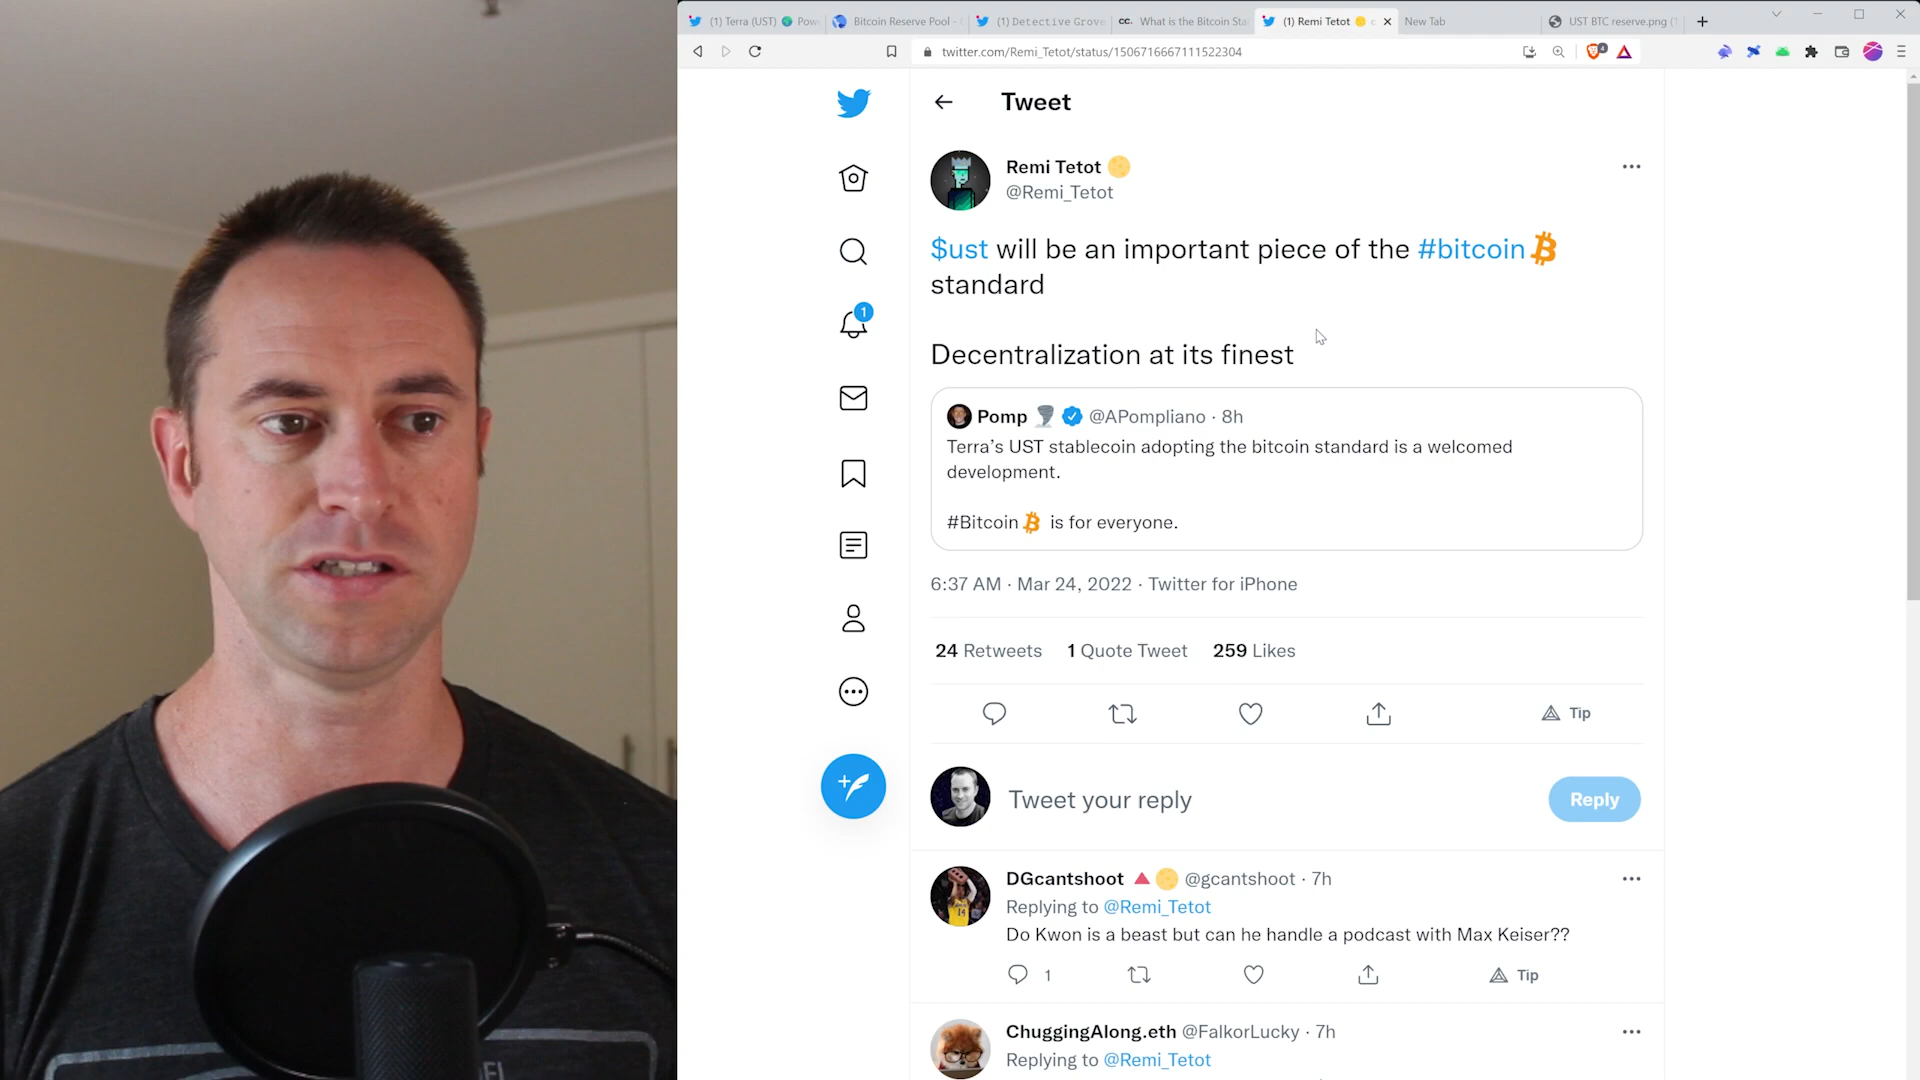 (1) Terra (UST) Pow
Bitcoin Reserve Pool -
(1) Detective Grove
cc. What is the Bitcoin Sta
(1) Remi Tetot
New Tab
UST BTC reserve.png (1
twitter.com/Remi_Tetot/status/1506716667111522304
4
Tweet
Remi Tetot
@Remi_Tetot
$ust will be an important piece of the #bitcoin
standard
Decentralization at its finest
1
Pomp @APompliano · 8h
Terra's UST stablecoin adopting the bitcoin standard is a welcomed
development.
#Bitcoin is for everyone.
6:37 AM · Mar 24, 2022 · Twitter for iPhone
24 Retweets 1 Quote Tweet 259 Likes
Tip
Tweet your reply
Reply
DGcantshoot @gcantshoot · 7h
Replying to @Remi_Tetot
Do Kwon is a beast but can he handle a podcast with Max Keiser??
1
Tip
ChuggingAlong.eth @FalkorLucky · 7h
Replying to @Remi_Tetot